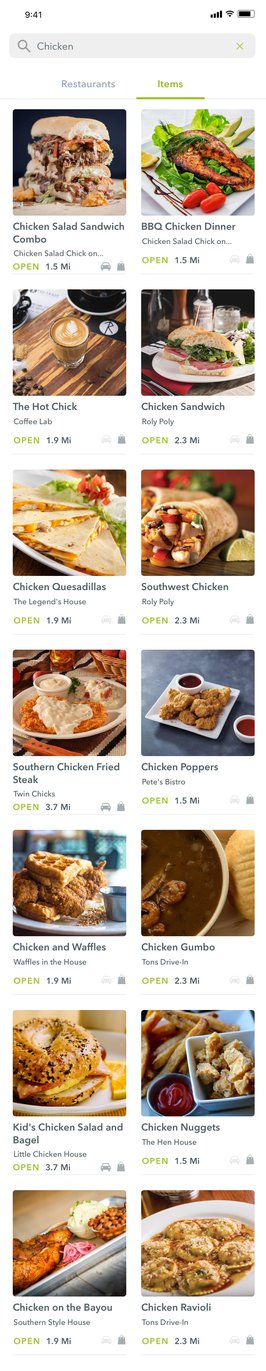 9:41
Chicken
Restaurants
Items
Chicken Salad Sandwich
Combo
Chicken Salad Chick on...
OPEN 1.5 Mi
BBQ Chicken Dinner
Chicken Salad Chick on...
OPEN 1.5 Mi
The Hot Chick
Coffee Lab
OPEN 1.9 Mi
Chicken Sandwich
Roly Poly
OPEN 2.3 Mi
Chicken Quesadillas
The Legend's House
OPEN 1.9 Mi
Southwest Chicken
Roly Poly
OPEN 2.3 Mi
Southern Chicken Fried
Steak
Twin Chicks
OPEN 3.7 Mi
Chicken Poppers
Pete's Bistro
OPEN 1.5 Mi
Chicken and Waffles
Waffles in the House
OPEN 1.9 Mi
Chicken Gumbo
Tons Drive-In
OPEN 2.3 Mi
Kid's Chicken Salad and
Bagel
Little Chicken House
OPEN 3.7 Mi
Chicken Nuggets
The Hen House
OPEN 1.5 Mi
Chicken on the Bayou
Southern Style House
OPEN 1.9 Mi
Chicken Ravioli
Tons Drive-In
OPEN 2.3 Mi